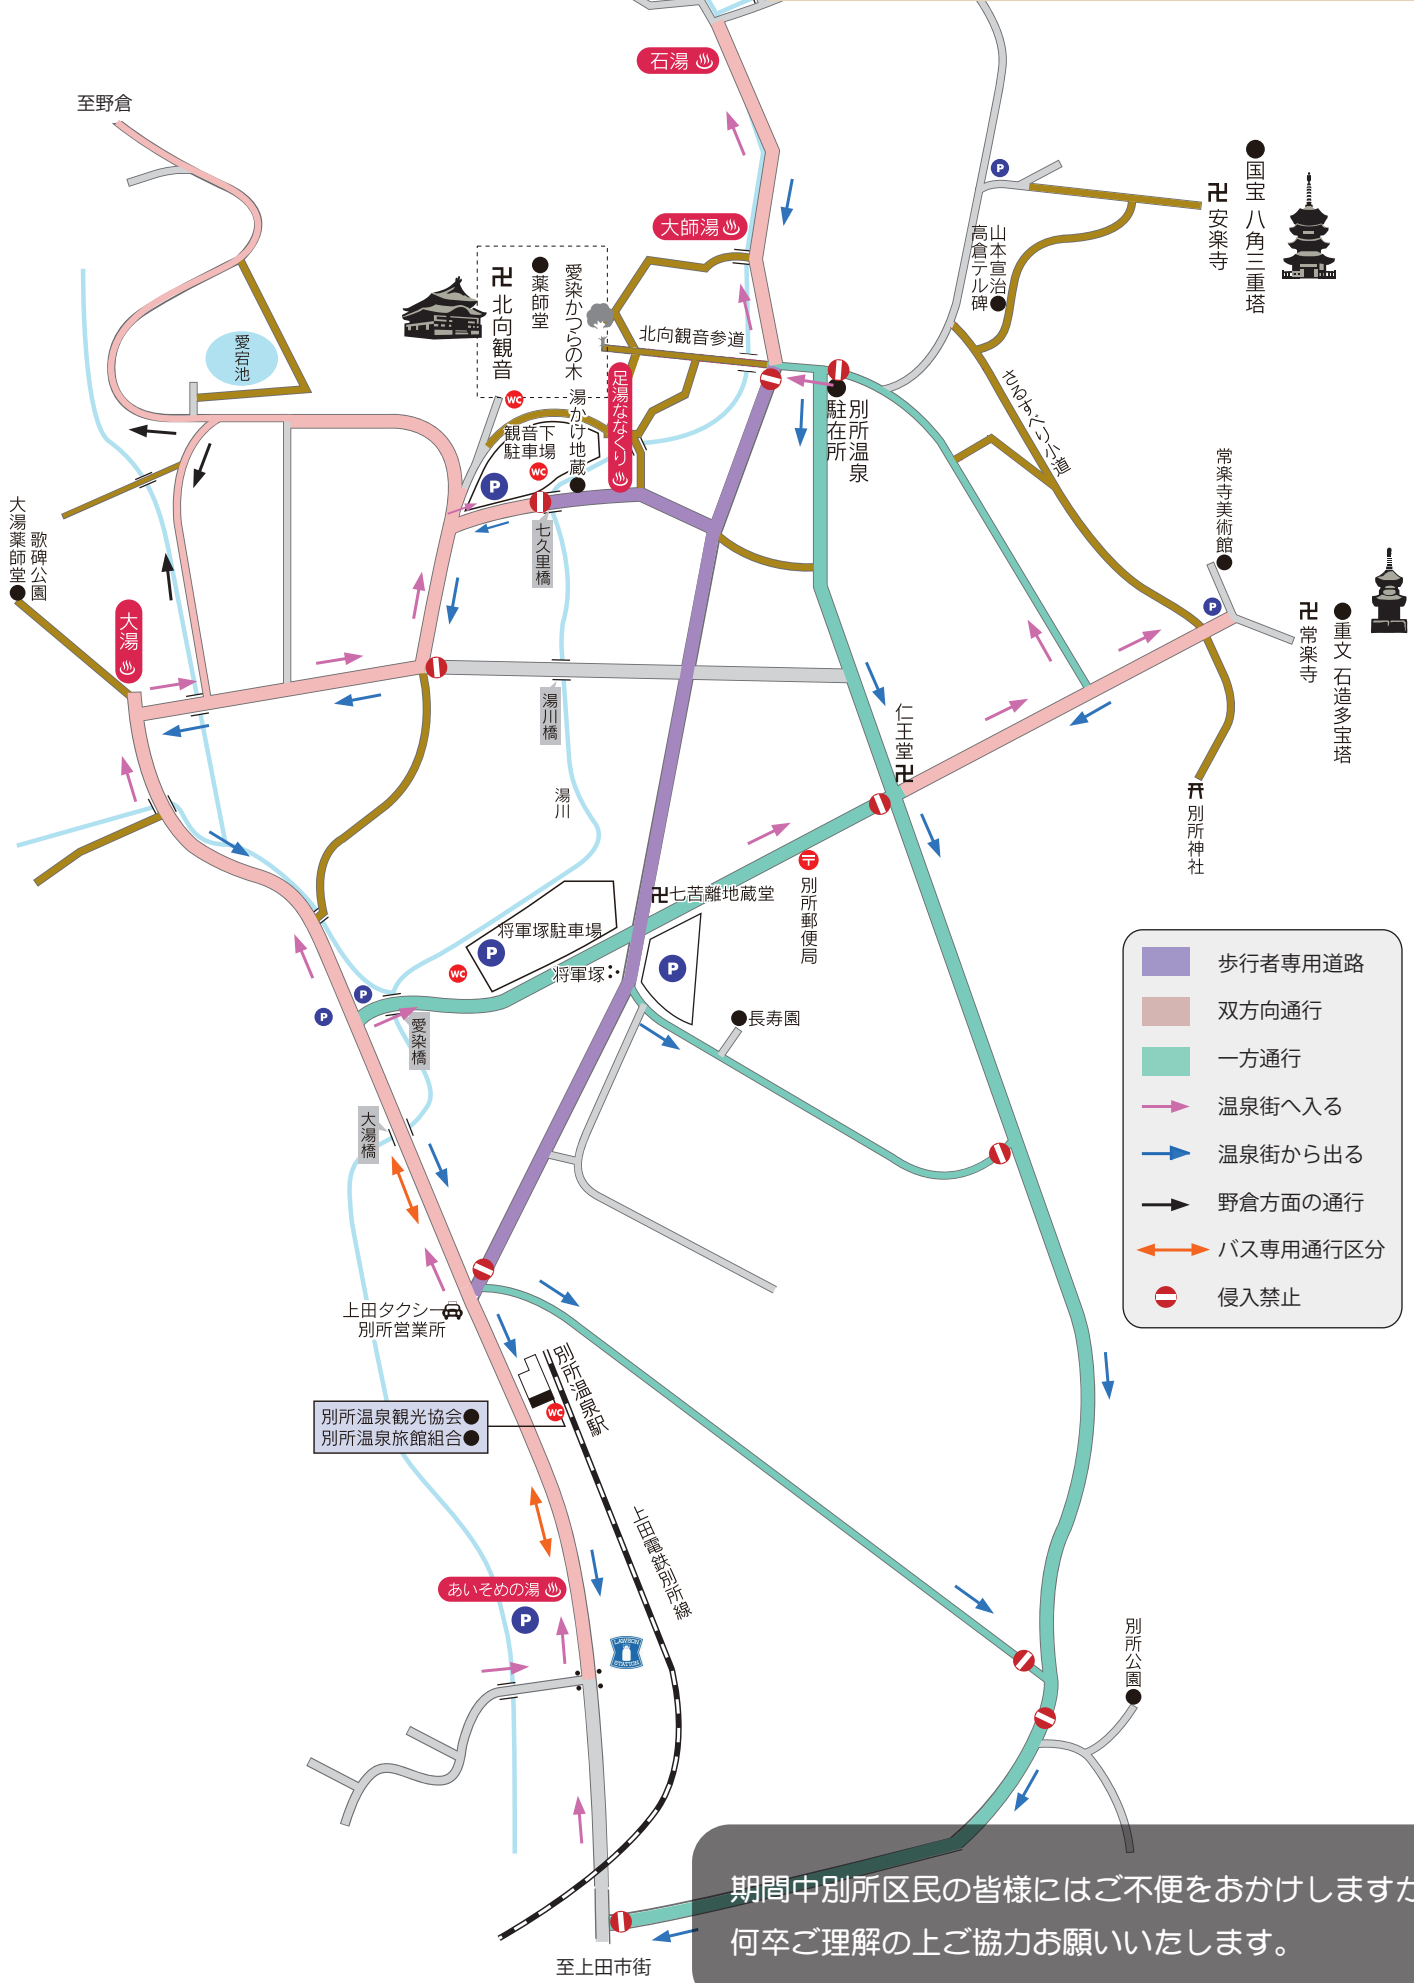 石湯
至野倉
P
国宝 八角三重塔
安楽寺
大師湯
山本宣治
高倉テル碑
愛染かつらの木
薬師堂
北向観音
北向観音参道
愛宕池
足湯ななくり
WC
湯かけ地蔵
観音下
駐車場
WC
P
別所温泉
駐在所
さるすべり小道
常楽寺美術館
歌碑公園
大湯薬師堂
七久里橋
大湯
P
常楽寺
重文 石造多宝塔
湯川橋
仁王堂
湯川
別所神社
〒
別所郵便局
七苦離地蔵堂
将軍塚駐車場
P
WC
将軍塚
P
P
P
長寿園
愛染橋
大湯橋
歩行者専用道路
双方向通行
一方通行
温泉街へ入る
温泉街から出る
野倉方面の通行
バス専用通行区分
侵入禁止
上田タクシー
別所営業所
別所温泉駅
WC
別所温泉観光協会
別所温泉旅館組合
上田電鉄別所線
あいそめの湯
P
LAWSON
STATION
別所公園
期間中別所区民の皆様にはご不便をおかけしますが
何卒ご理解の上ご協力お願いいたします。
至上田市街